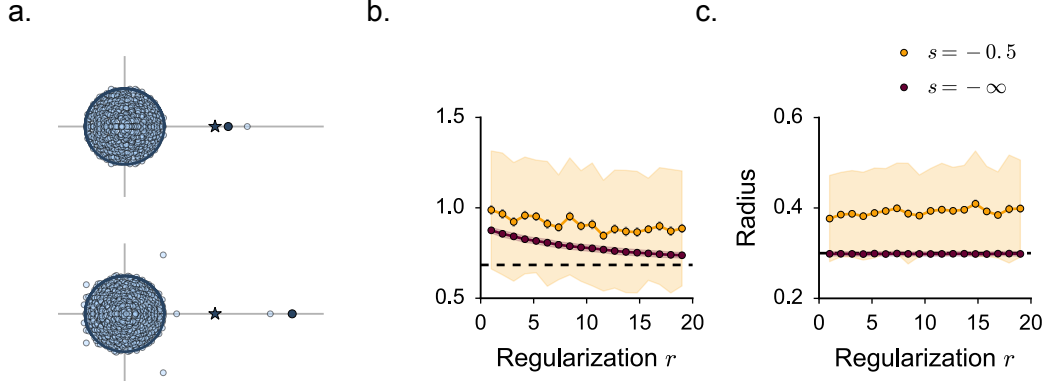 a.
b.
c.
s = − 0.5
s = − ∞
1.5
1.0
0.5
0
5
10
15
20
Regularization r
Radius
0.6
0.4
0.2
0
5
10
15
20
Regularization r